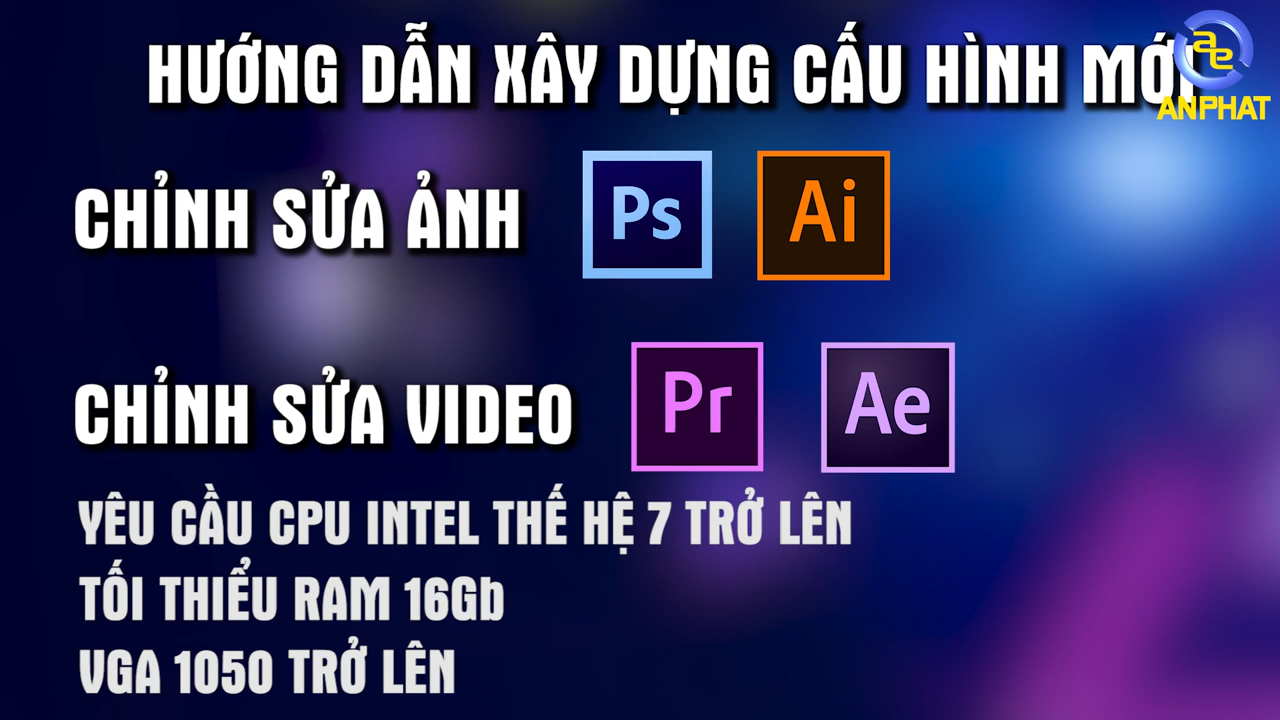 HƯỚNG DẪN XÂY DỰNG CẤU HÌNH MỚI
ANPHAT
CHỈNH SỬA ẢNH Ps Ai
CHỈNH SỬA VIDEO Pr Ae
YÊU CẦU CPU INTEL THẾ HỆ 7 TRỞ LÊN
TỐI THIỂU RAM 16Gb
VGA 1050 TRỞ LÊN